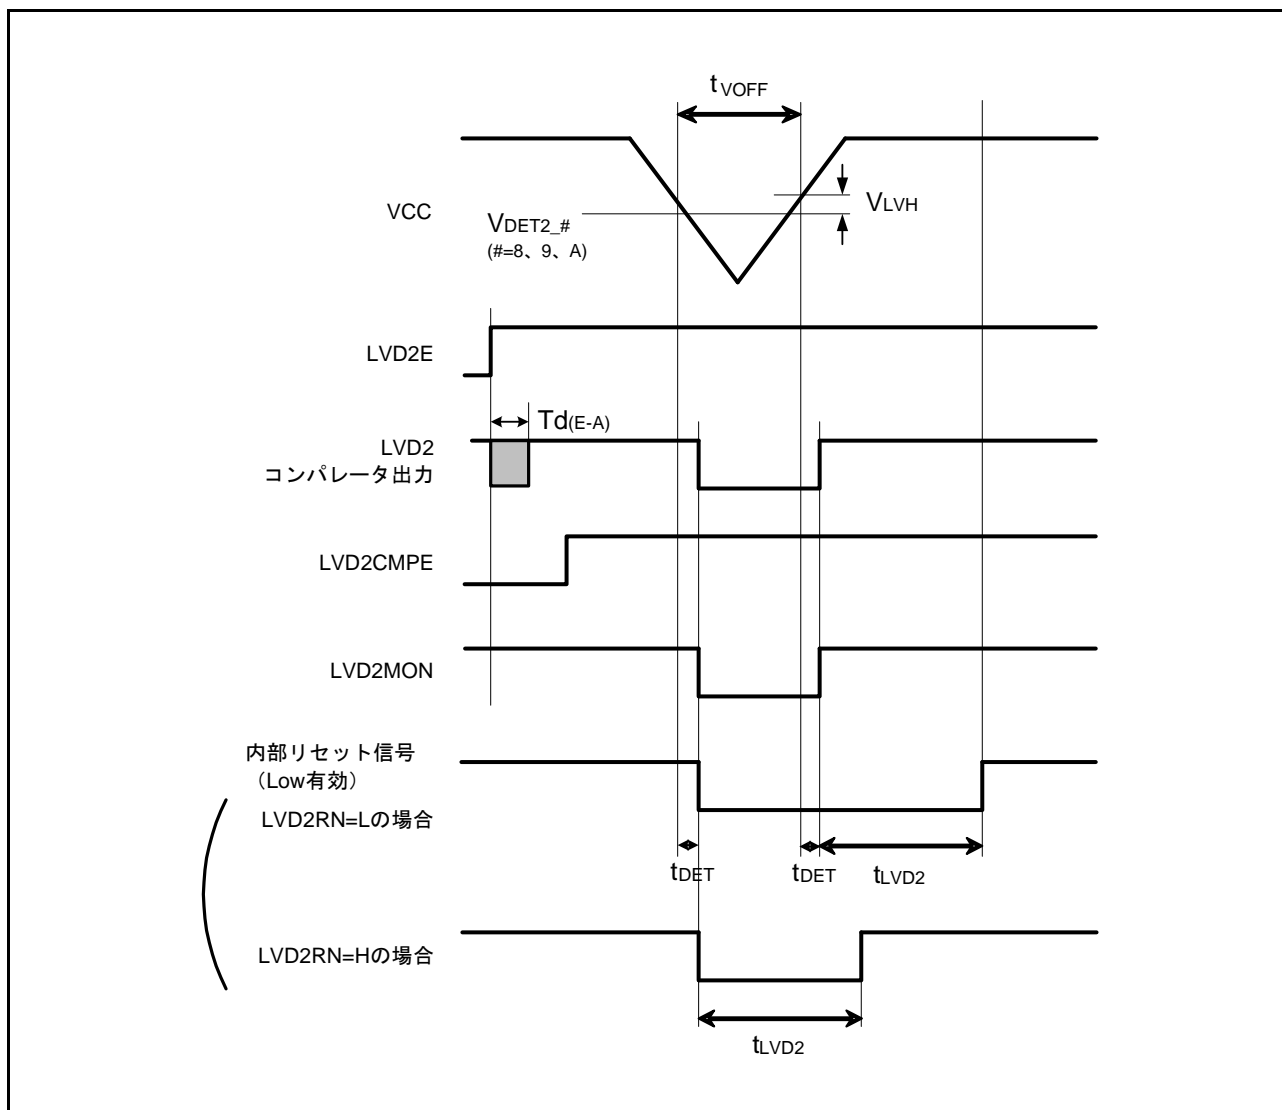 tVOFF
VCC
VDET2_#
(#=8、9、A)
VLVH
LVD2E
Td(E-A)
LVD2
コンパレータ出力
LVD2CMPE
LVD2MON
内部リセット信号
（Low有効）
LVD2RN=Lの場合
tDET
tDET
tLVD2
LVD2RN=Hの場合
tLVD2